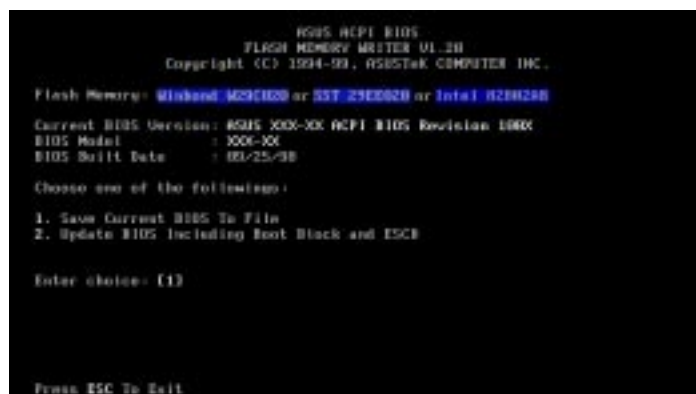 ASUS ACPI BIOS
FLASH MEMORY WRITER V1.28
Copyright (C) 1994-99, ASUSTeK COMPUTER INC.
Flash Memory: Winbond W29C020 or SST 29EE020 or Intel
Current BIOS Version: ASUS XXX-XX ACPI BIOS Revision 100X
BIOS Model : XXX-XX
BIOS Built Date : 09/25/98
Choose one of the followings:
1. Save Current BIOS To File
2. Update BIOS Including Boot Block and ESCD
Enter choice: [1]
Press ESC To Exit